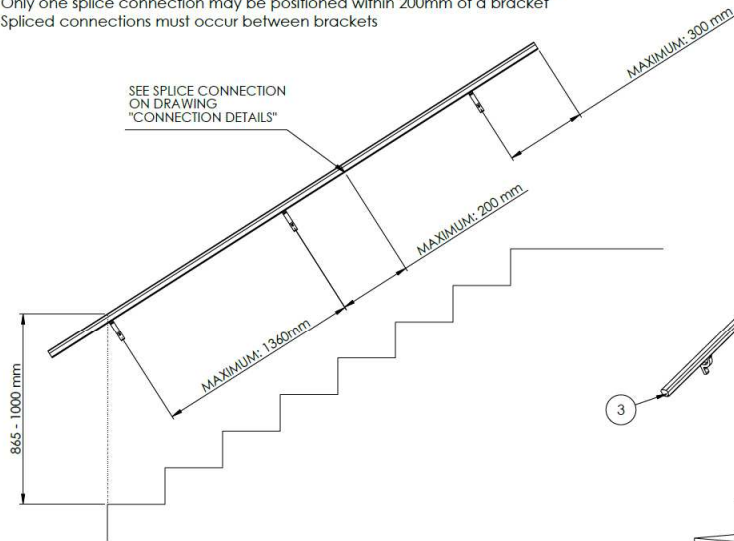 Only one splice connection may be positioned within 200mm of a bracket
Spliced connections must occur between brackets
MAXIMUM: 300 mm
SEE SPLICE CONNECTION
ON DRAWING
"CONNECTION DETAILS"
MAXIMUM: 200 mm
MAXIMUM: 1360mm
865 - 1000 mm
3